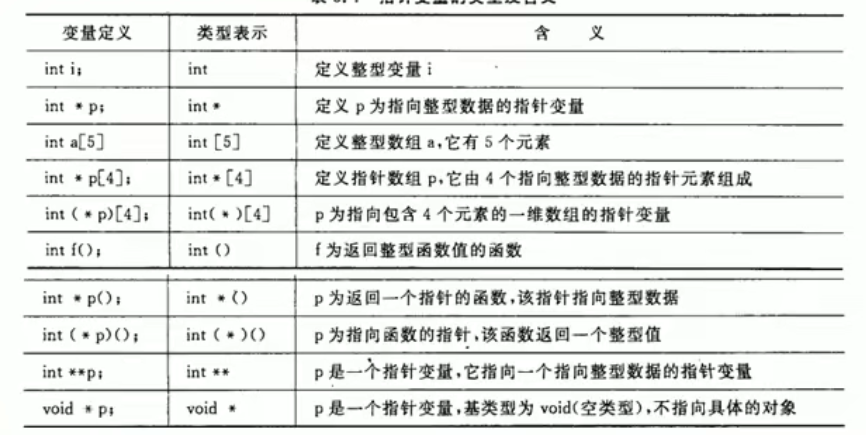 变量定义 类型表示 含 义
int i; int 定义整型变量 i
int * p; int * 定义 p 为指向整型数据的指针变量
int a[5] int [5] 定义整型数组 a,它有 5 个元素
int * p[4]; int * [4] 定义指针数组 p,它由 4 个指向整型数据的指针元素组成
int ( * p)[4]; int( * )[4] p 为指向包含 4 个元素的一维数组的指针变量
int f(); int () f 为返回整型函数值的函数
int * p(); int * () p 为返回一个指针的函数,该指针指向整型数据
int ( * p)(); int ( * )() p 为指向函数的指针,该函数返回一个整型值
int **p; int ** p 是一个指针变量,它指向一个指向整型数据的指针变量
void * p; void * p 是一个指针变量,基类型为 void(空类型),不指向具体的对象